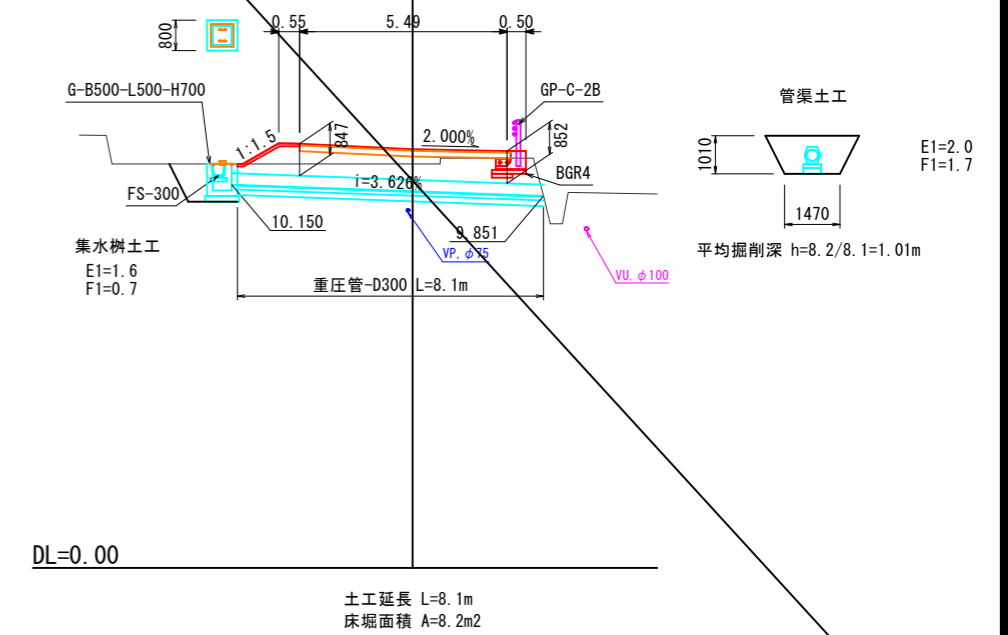 800
0.55
5.49
0.50
G-B500-L500-H700
GP-C-2B
管渠土工
1:1.5
847
2.000%
852
1010
E1=2.0
F1=1.7
FS-300
i=3.626%
BGR4
10.150
9.851
1470
集水桝土工
E1=1.6
F1=0.7
VP.φ75
平均掘削深 h=8.2/8.1=1.01m
VU.φ100
重圧管-D300 L=8.1m
DL=0.00
土工延長 L=8.1m
床堀面積 A=8.2m2